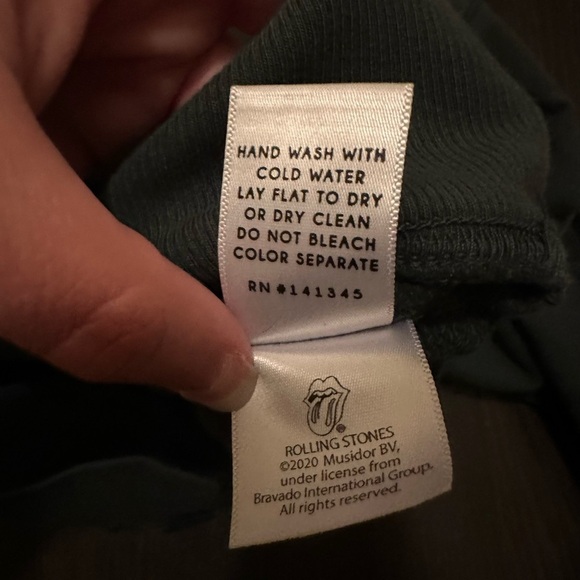 HAND WASH WITH
COLD WATER
LAY FLAT TO DRY
OR DRY CLEAN
DO NOT BLEACH
COLOR SEPARATE
RN #141345
®
ROLLING STONES
©2020 Musidor BV,
under license from
Bravado International Group.
All rights reserved.